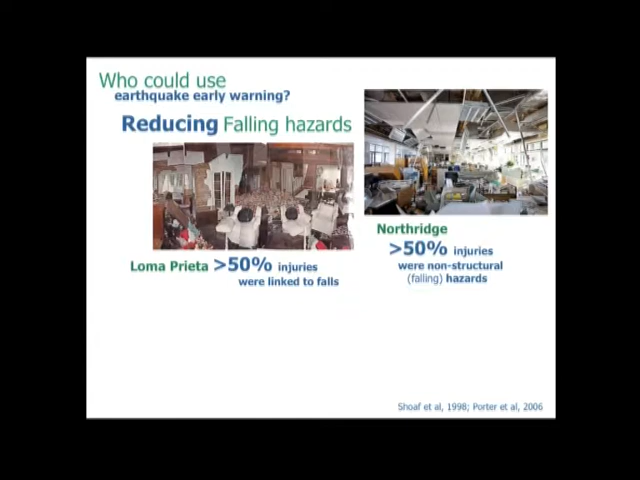 Who could use
earthquake early warning?
Reducing Falling hazards
Loma Prieta >50% injuries
were linked to falls
Northridge
>50% injuries
were non-structural
(falling) hazards
Shoaf et al, 1998; Porter et al, 2006